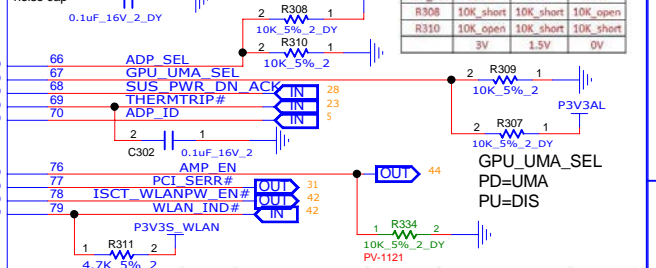 0.1uF_16V_2_DY
2 R308 1
10K_5%_2_DY
2 R310 1
10K_5%_2
R308 10K_short 10K_short 10K_open
R310 10K_open 10K_short 10K_short
3V 1.5V 0V
66 ADP_SEL
67 GPU_UMA_SEL
68 SUS_PWR_DN_ACK IN 28
69 THERMTRIP# IN 23
70 ADP_ID IN 5
2 1
C302 0.1uF_16V_2
2 R309 1
10K_5%_2
P3V3AL
2 R307 1
10K_5%_2_DY
GPU_UMA_SEL
PD=UMA
PU=DIS
76 AMP_EN OUT 44
77 PCI_SERR# OUT 31
78 ISCT_WLANPW_EN# OUT 42
79 WLAN_IND# IN 42
P3V3S_WLAN
1 R311 2
4.7K_5%_2
1 R334 2
10K_5%_2_DY
PV-1121